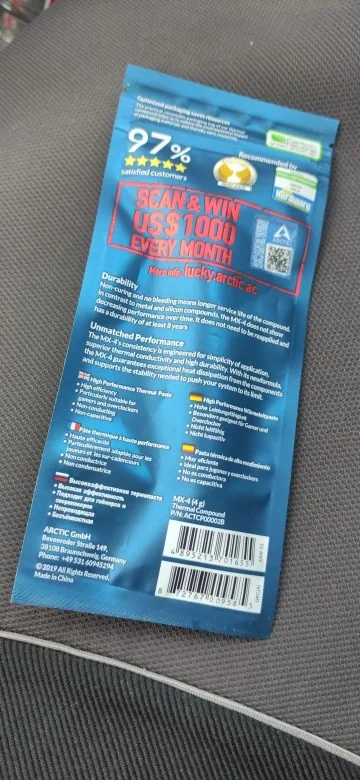 Optimized packaging saves resources
97%
satisfied customers
Recommended by
SCAN & WIN
US$ 1000
EVERY MONTH
More info: lucky.arctic.ac
ARCTIC
Durability
Non-curing and no bleeding means longer service life of the compound.
In contrast to metal and silicon compounds, the MX-4 does not show
decreasing performance over time. It does not need to be reapplied and
has a durability of at least 8 years
Unmatched Performance
The MX-4's consistency is engineered for simplicity of application,
superior thermal conductivity and high durability. With its newformula,
the MX-4 guarantees exceptional heat dissipation from the components
and supports the stability needed to push your system to its limit.
High Performance Thermal Paste
• High efficiency
• Particularly suitable for
gamers and overclockers
• Non-conducting
• Non-capacitive
High Performance Wärmeleitpaste
• Hohe Leistungsfähigkeit
• Besonders geeignet für Gamer und
Overclocker
• Nicht leitfähig
• Nicht kapazitiv
Pâte thermique à haute performance
• Haute efficacité
• Particulièrement adaptés pour les
joueurs et les sur-cadenceurs
• Non conductrice
• Non condensatrice
Pasta térmica de alto rendimiento
• Muy eficiente
• Ideal para jugones y overclockers
• No es conductora
• No es capacitiva
Высокоэффективная термопаста
• Высокая эффективность
• Подходит для геймеров и
• Непроводящая
• Безъёмкостная
MX-4 (4 g)
Thermal Compound
P/N: ACTCP00002B
ARCTIC GmbH
Bevenroder Straße 149,
38108 Braunschweig, Germany
Phone: +49 531 60945294
© 2019 All Rights Reserved.
Made in China